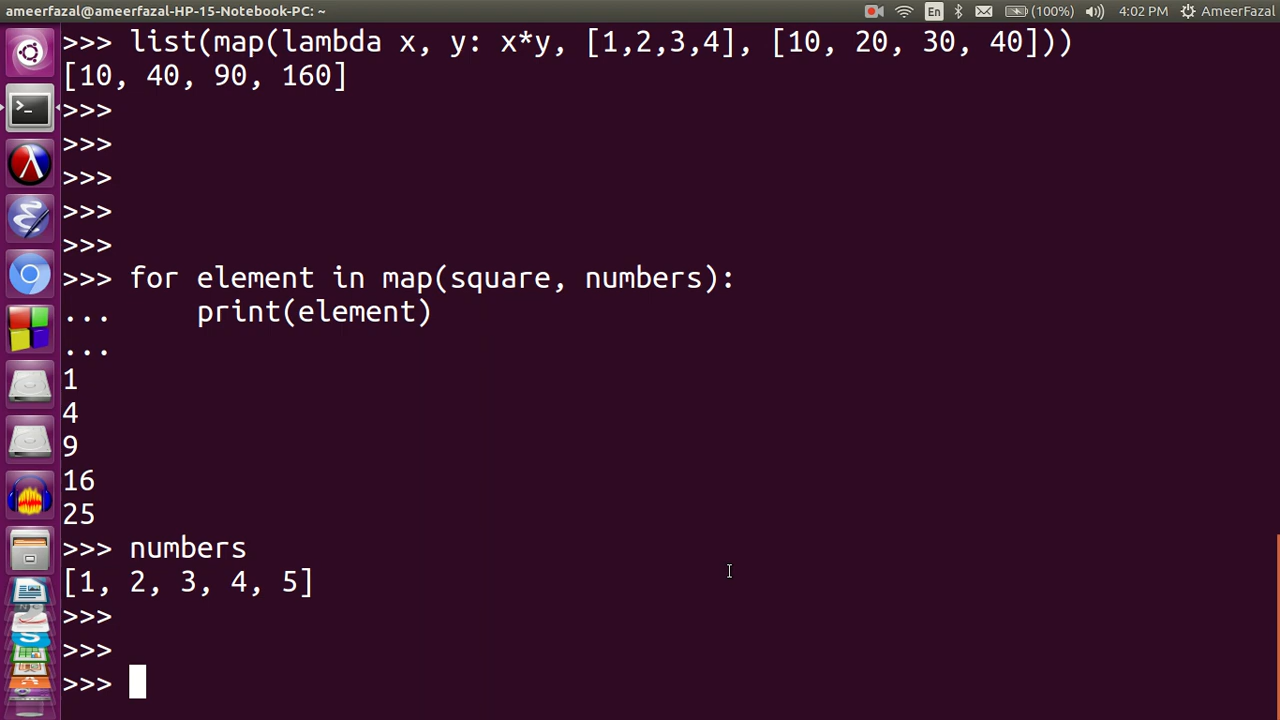 ameerfazal@ameerfazal-HP-15-Notebook-PC: ~
En (100%) 4:02 PM AmeerFazal
>>> list(map(lambda x, y: x*y, [1,2,3,4], [10, 20, 30, 40]))
[10, 40, 90, 160]
>>>
>>>
>>>
>>>
>>>
>>> for element in map(square, numbers):
...     print(element)
...
1
4
9
16
25
>>> numbers
[1, 2, 3, 4, 5]
>>>
>>>
>>>